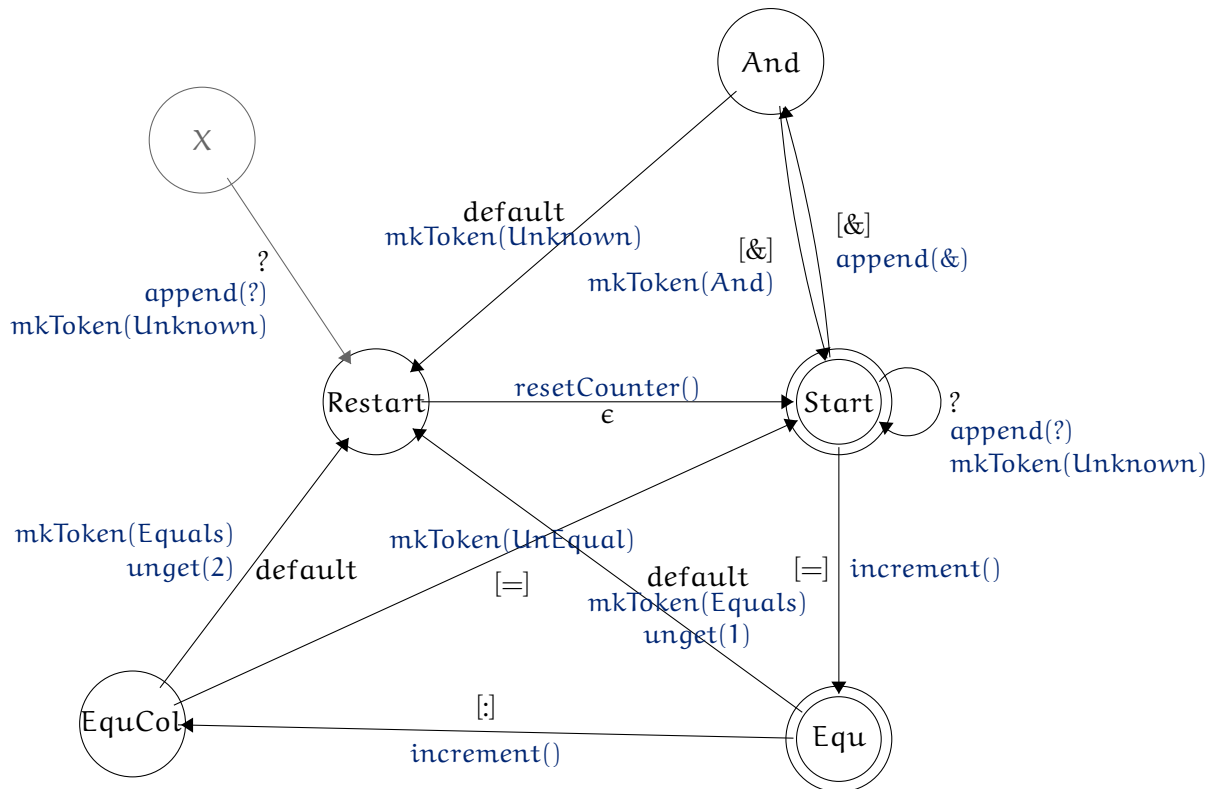 And
X
default
mkToken(Unknown)
[&]
mkToken(And)
[&]
append(&)
?
append(?)
mkToken(Unknown)
Restart
resetCounter()
ϵ
Start
?
append(?)
mkToken(Unknown)
mkToken(Equals)
unget(2)
default
mkToken(UnEqual)
[=]
default
mkToken(Equals)
unget(1)
[=]
increment()
EquCol
[:]
increment()
Equ